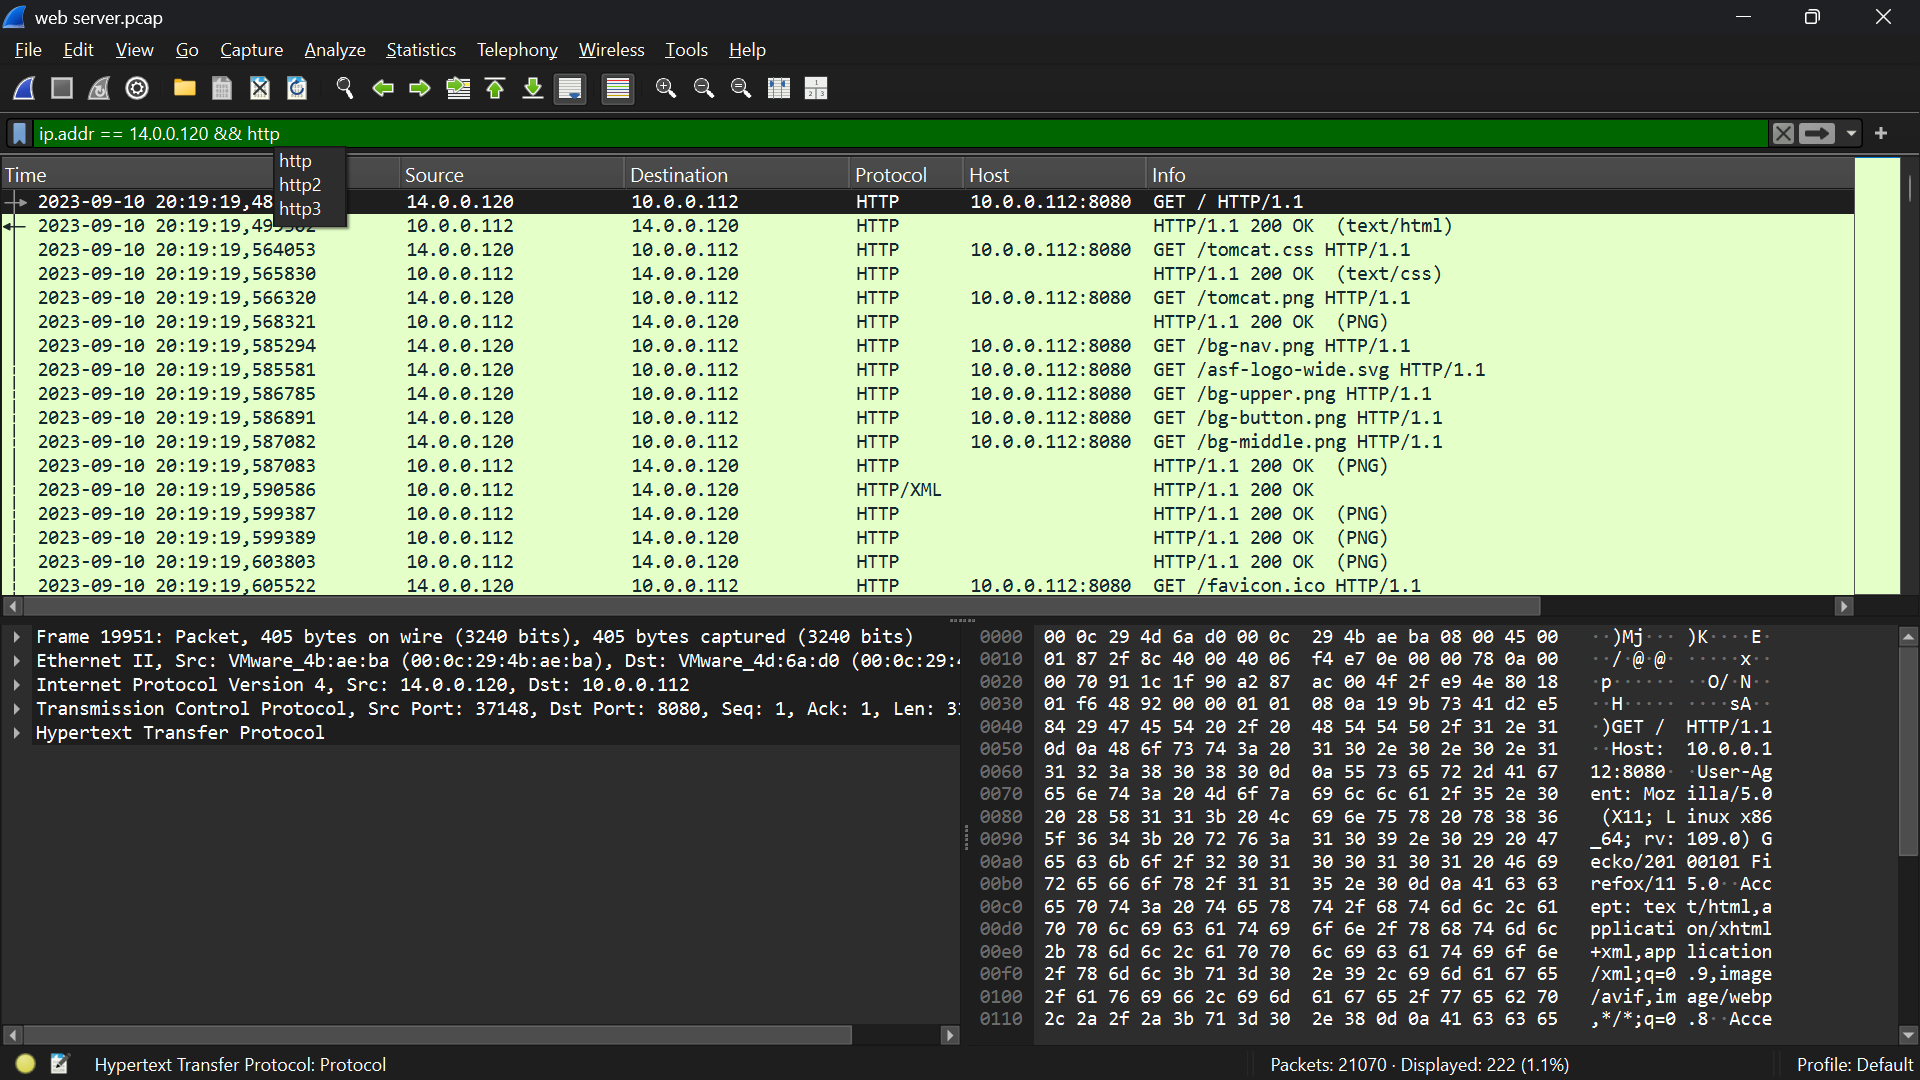 web server.pcap
File Edit View Go Capture Analyze Statistics Telephony Wireless Tools Help
ip.addr == 14.0.0.120 && http
http
http2
http3
Time Source Destination Protocol Host Info
2023-09-10 20:19:19,48 14.0.0.120 10.0.0.112 HTTP 10.0.0.112:8080 GET / HTTP/1.1
2023-09-10 20:19:19, 10.0.0.112 14.0.0.120 HTTP HTTP/1.1 200 OK (text/html)
2023-09-10 20:19:19,564053 14.0.0.120 10.0.0.112 HTTP 10.0.0.112:8080 GET /tomcat.css HTTP/1.1
2023-09-10 20:19:19,565830 10.0.0.112 14.0.0.120 HTTP HTTP/1.1 200 OK (text/css)
2023-09-10 20:19:19,566320 14.0.0.120 10.0.0.112 HTTP 10.0.0.112:8080 GET /tomcat.png HTTP/1.1
2023-09-10 20:19:19,568321 10.0.0.112 14.0.0.120 HTTP HTTP/1.1 200 OK (PNG)
2023-09-10 20:19:19,585294 14.0.0.120 10.0.0.112 HTTP 10.0.0.112:8080 GET /bg-nav.png HTTP/1.1
2023-09-10 20:19:19,585581 14.0.0.120 10.0.0.112 HTTP 10.0.0.112:8080 GET /asf-logo-wide.svg HTTP/1.1
2023-09-10 20:19:19,586785 14.0.0.120 10.0.0.112 HTTP 10.0.0.112:8080 GET /bg-upper.png HTTP/1.1
2023-09-10 20:19:19,586891 14.0.0.120 10.0.0.112 HTTP 10.0.0.112:8080 GET /bg-button.png HTTP/1.1
2023-09-10 20:19:19,587082 14.0.0.120 10.0.0.112 HTTP 10.0.0.112:8080 GET /bg-middle.png HTTP/1.1
2023-09-10 20:19:19,587083 10.0.0.112 14.0.0.120 HTTP HTTP/1.1 200 OK (PNG)
2023-09-10 20:19:19,590586 10.0.0.112 14.0.0.120 HTTP/XML HTTP/1.1 200 OK
2023-09-10 20:19:19,599387 10.0.0.112 14.0.0.120 HTTP HTTP/1.1 200 OK (PNG)
2023-09-10 20:19:19,599389 10.0.0.112 14.0.0.120 HTTP HTTP/1.1 200 OK (PNG)
2023-09-10 20:19:19,603803 10.0.0.112 14.0.0.120 HTTP HTTP/1.1 200 OK (PNG)
2023-09-10 20:19:19,605522 14.0.0.120 10.0.0.112 HTTP 10.0.0.112:8080 GET /favicon.ico HTTP/1.1
Frame 19951: Packet, 405 bytes on wire (3240 bits), 405 bytes captured (3240 bits)
Ethernet II, Src: VMware_4b:ae:ba (00:0c:29:4b:ae:ba), Dst: VMware_4d:6a:d0 (00:0c:29:4
Internet Protocol Version 4, Src: 14.0.0.120, Dst: 10.0.0.112
Transmission Control Protocol, Src Port: 37148, Dst Port: 8080, Seq: 1, Ack: 1, Len: 3
Hypertext Transfer Protocol
0000 00 0c 29 4d 6a d0 00 0c 29 4b ae ba 08 00 45 00 ··)Mj··· )K····E·
0010 01 87 2f 8c 40 00 40 06 f4 e7 0e 00 00 78 0a 00 ··/·@·@· ·····x··
0020 00 70 91 1c 1f 90 a2 87 ac 00 4f 2f e9 4e 80 18 ·p······ ··O/·N··
0030 01 f6 48 92 00 00 01 01 08 0a 19 9b 73 41 d2 e5 ··H····· ····sA··
0040 84 29 47 45 54 20 2f 20 48 54 54 50 2f 31 2e 31 ·)GET / HTTP/1.1
0050 0d 0a 48 6f 73 74 3a 20 31 30 2e 30 2e 30 2e 31 ··Host: 10.0.0.1
0060 31 32 3a 38 30 38 30 0d 0a 55 73 65 72 2d 41 67 12:8080· ·User-Ag
0070 65 6e 74 3a 20 4d 6f 7a 69 6c 6c 61 2f 35 2e 30 ent: Moz illa/5.0
0080 20 28 58 31 31 3b 20 4c 69 6e 75 78 20 78 38 36 (X11; L inux x86
0090 5f 36 34 3b 20 72 76 3a 31 30 39 2e 30 29 20 47 _64; rv: 109.0) G
00a0 65 63 6b 6f 2f 32 30 31 30 30 31 30 31 20 46 69 ecko/201 00101 Fi
00b0 72 65 66 6f 78 2f 31 31 35 2e 30 0d 0a 41 63 63 refox/11 5.0··Acc
00c0 65 70 74 3a 20 74 65 78 74 2f 68 74 6d 6c 2c 61 ept: tex t/html,a
00d0 70 70 6c 69 63 61 74 69 6f 6e 2f 78 68 74 6d 6c pplicati on/xhtml
00e0 2b 78 6d 6c 2c 61 70 70 6c 69 63 61 74 69 6f 6e +xml,app lication
00f0 2f 78 6d 6c 3b 71 3d 30 2e 39 2c 69 6d 61 67 65 /xml;q=0 .9,image
0100 2f 61 76 69 66 2c 69 6d 61 67 65 2f 77 65 62 70 /avif,im age/webp
0110 2c 2a 2f 2a 3b 71 3d 30 2e 38 0d 0a 41 63 63 65 ,*/*;q=0 .8··Acce
Hypertext Transfer Protocol: Protocol Packets: 21070 · Displayed: 222 (1.1%) Profile: Default